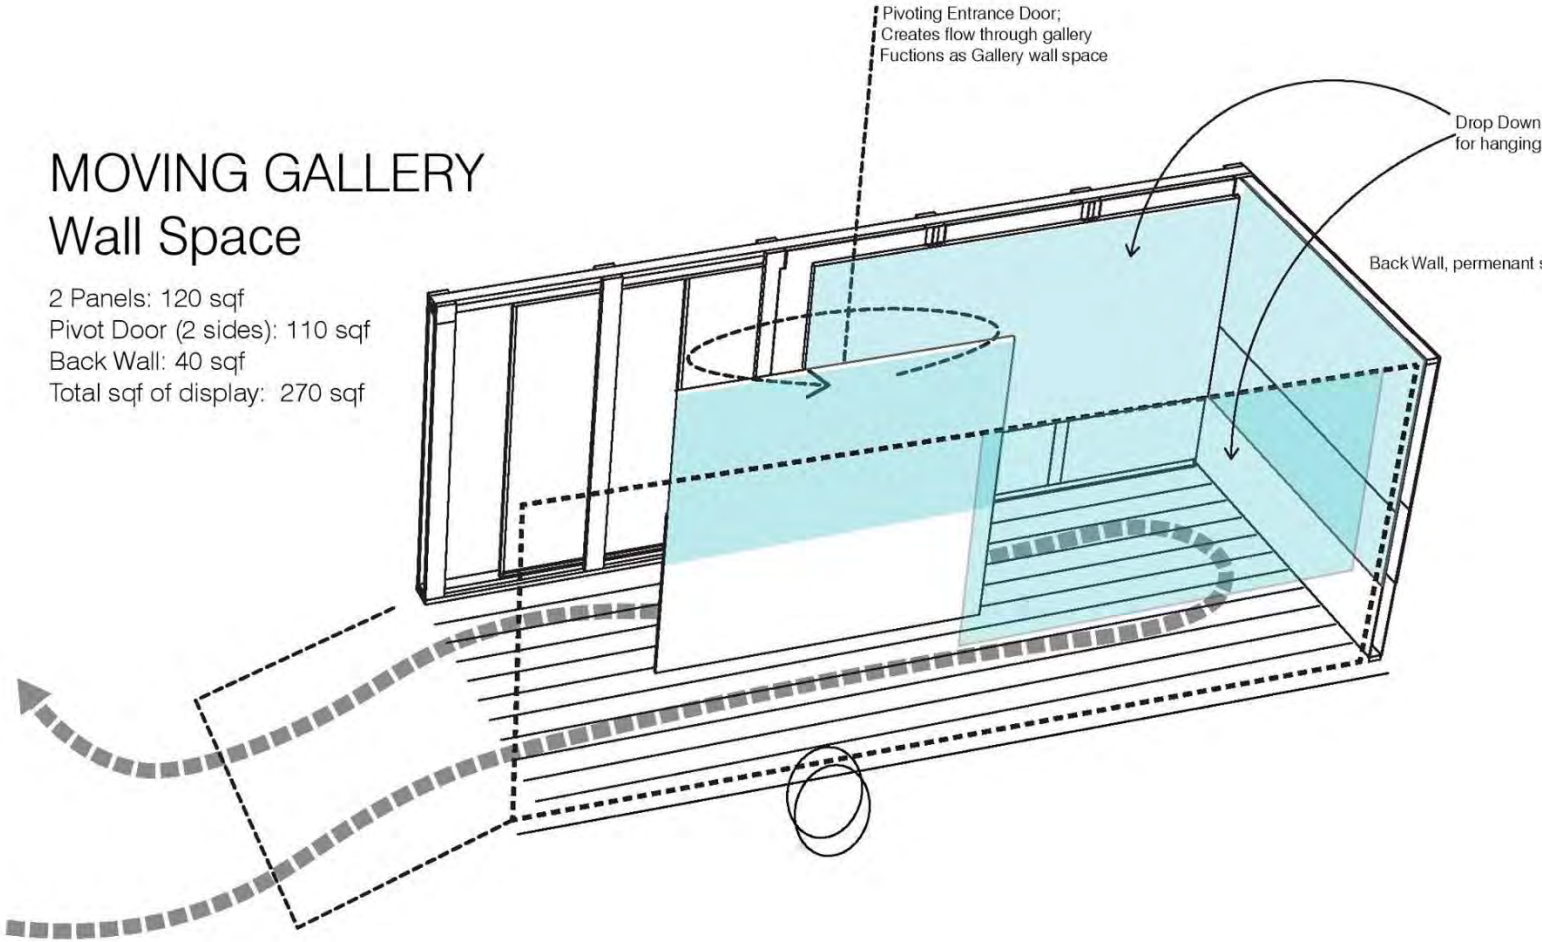 MOVING GALLERY
Wall Space
2 Panels: 120 sqf
Pivot Door (2 sides): 110 sqf
Back Wall: 40 sqf
Total sqf of display: 270 sqf
Pivoting Entrance Door;
Creates flow through gallery
Fuctions as Gallery wall space
Drop Down
for hanging
Back Wall, permenant s